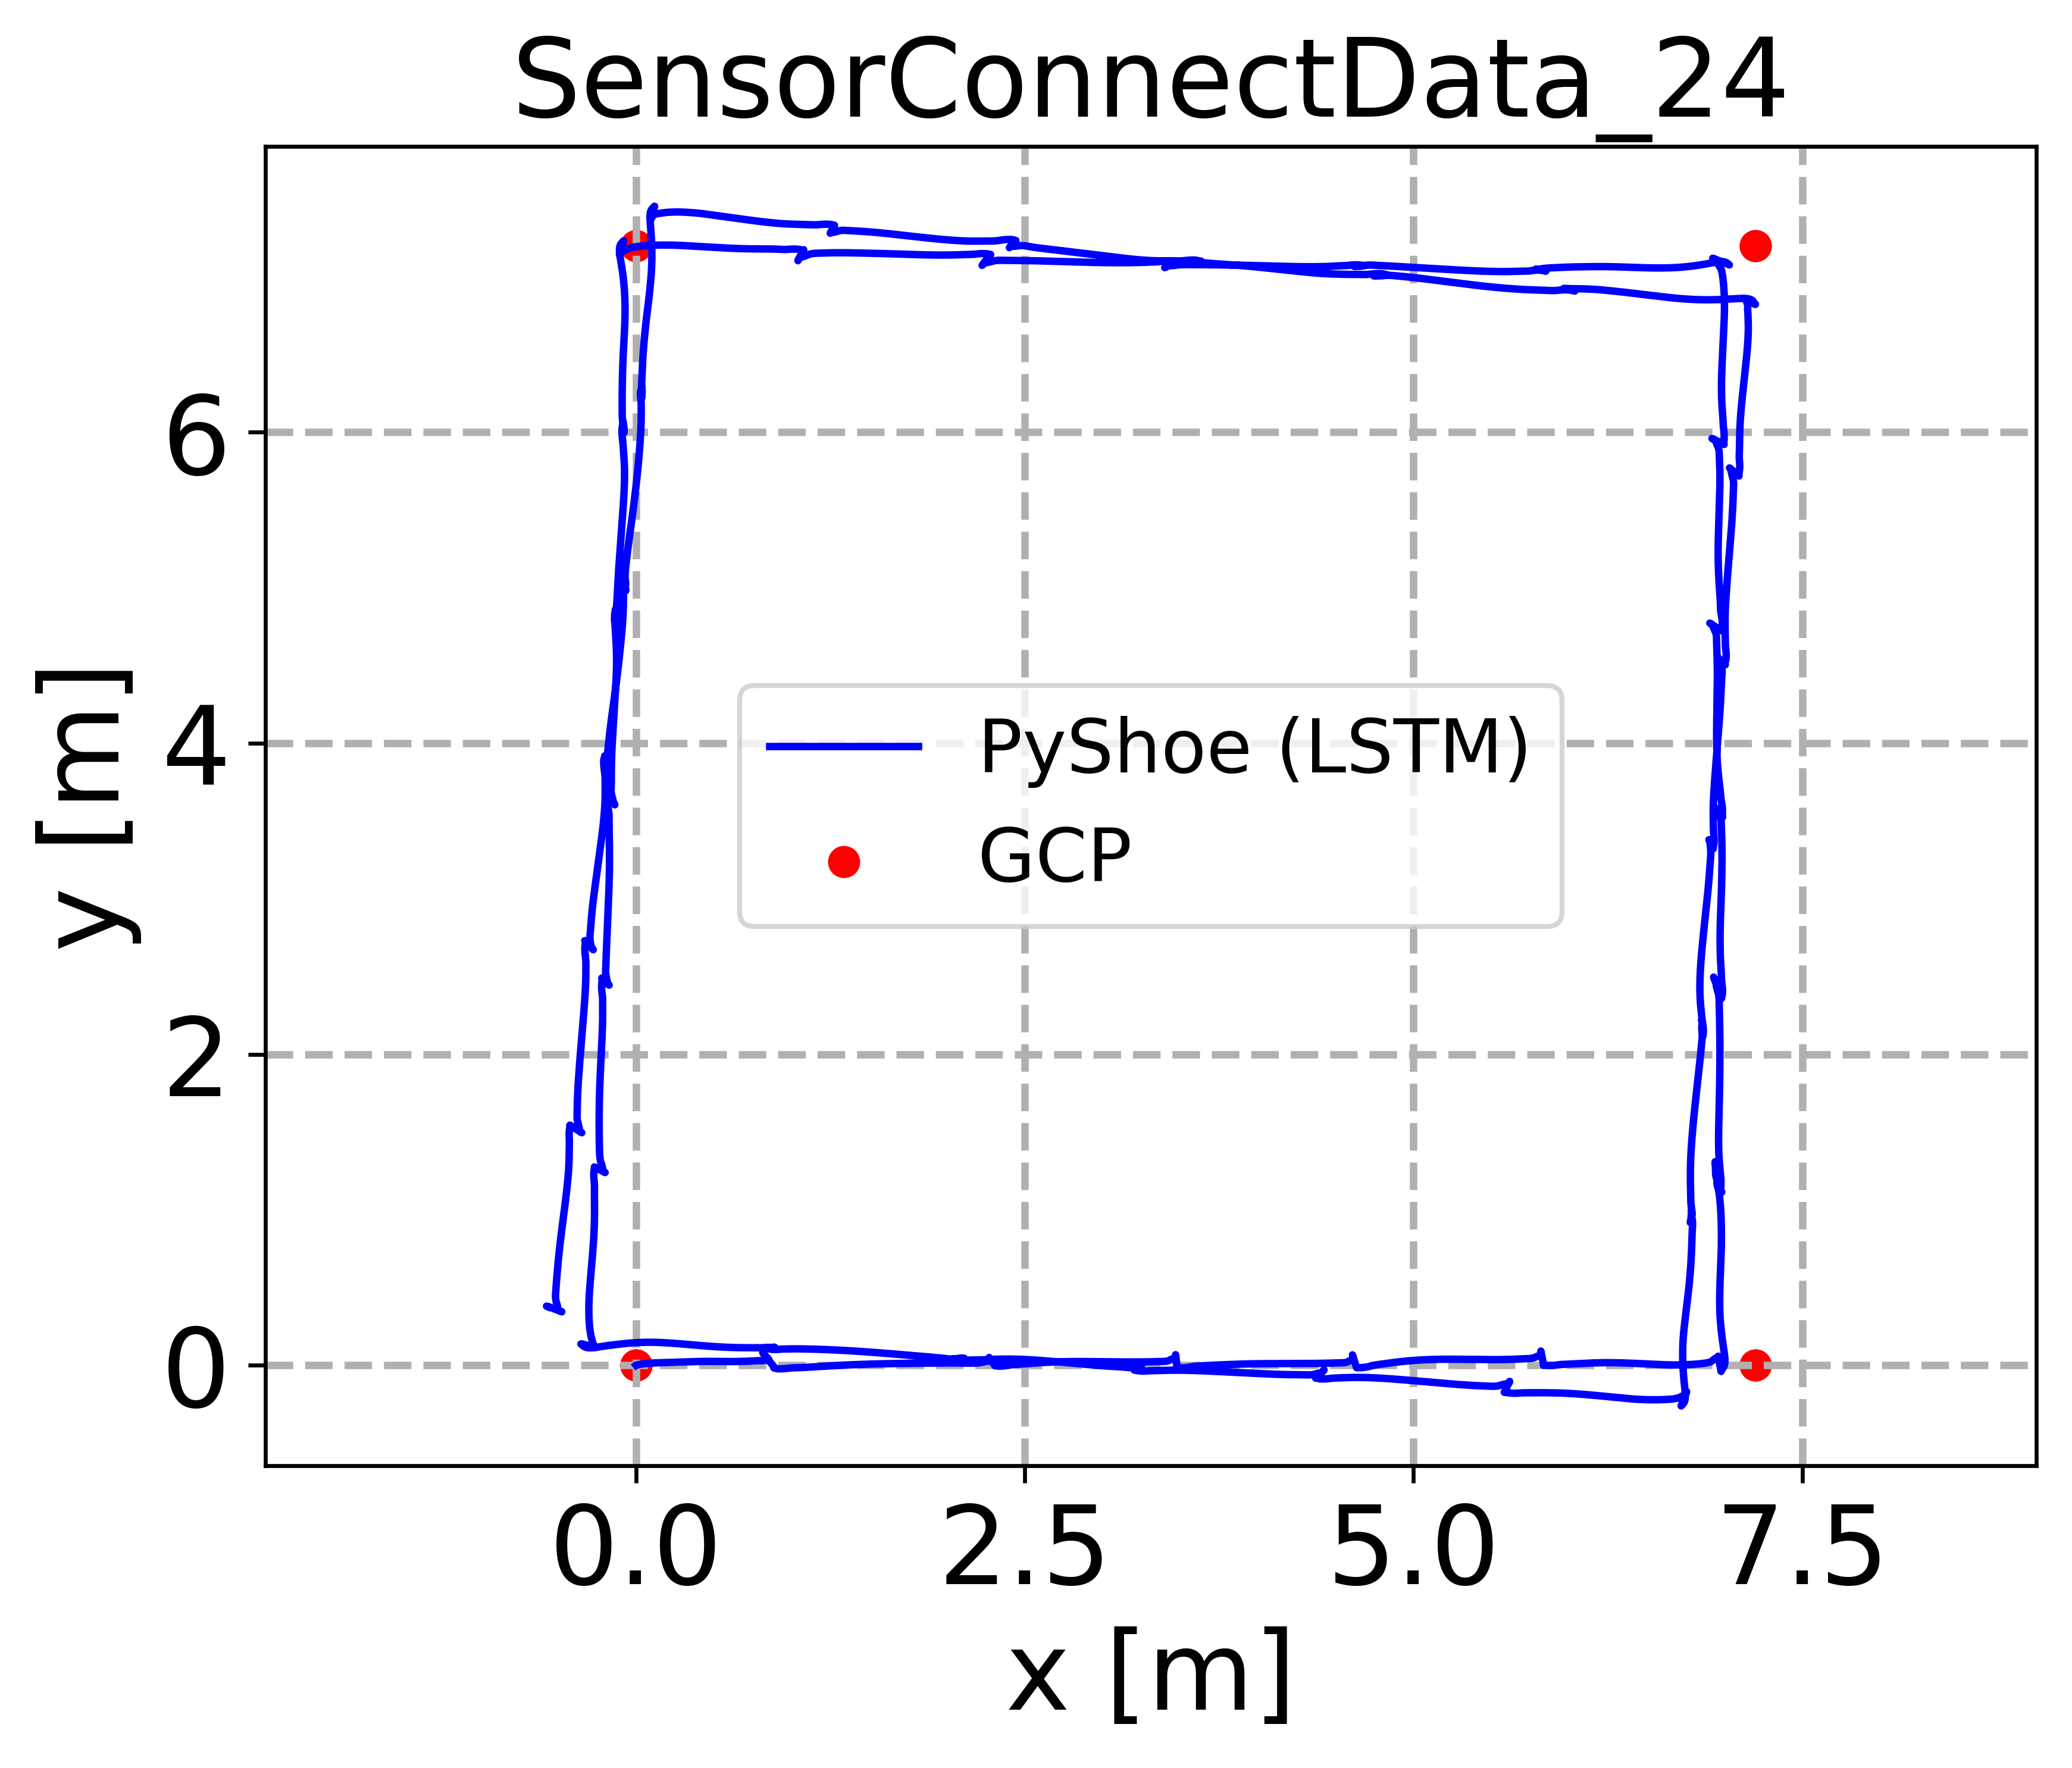 SensorConnectData_24
y [m]
6
4
2
0
PyShoe (LSTM)
GCP
0.0 2.5 5.0 7.5
x [m]